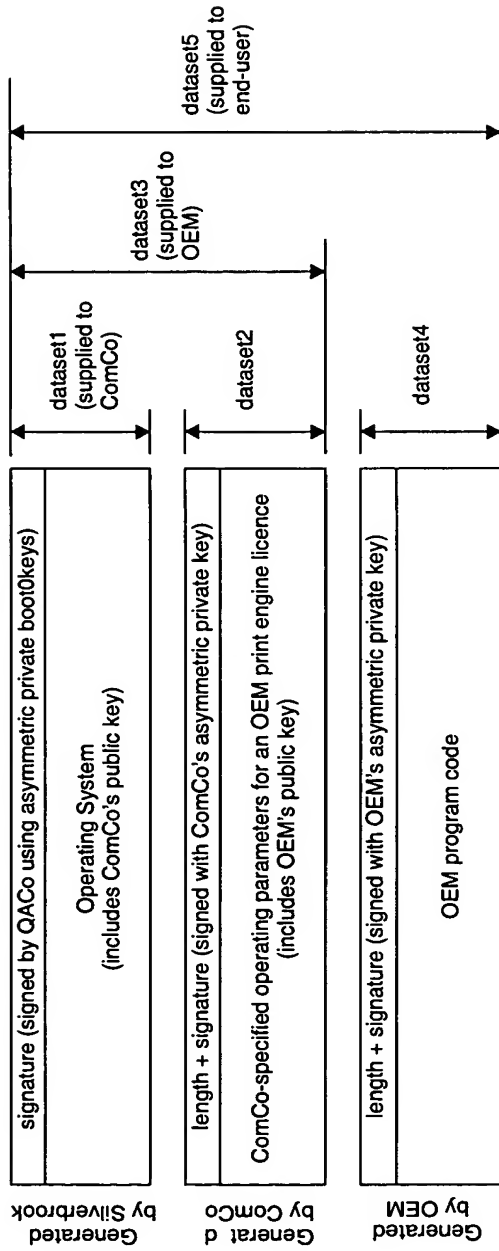 Generated
by Silverbrook
signature (signed by QACo using asymmetric private boot0keys)
Operating System
(includes ComCo's public key)
dataset1
(supplied to
ComCo)
dataset3
(supplied to
OEM)
dataset5
(supplied to
end-user)
Generat d
by ComCo
length + signature (signed with ComCo's asymmetric private key)
ComCo-specified operating parameters for an OEM print engine licence
(includes OEM's public key)
dataset2
Generated
by OEM
length + signature (signed with OEM's asymmetric private key)
OEM program code
dataset4